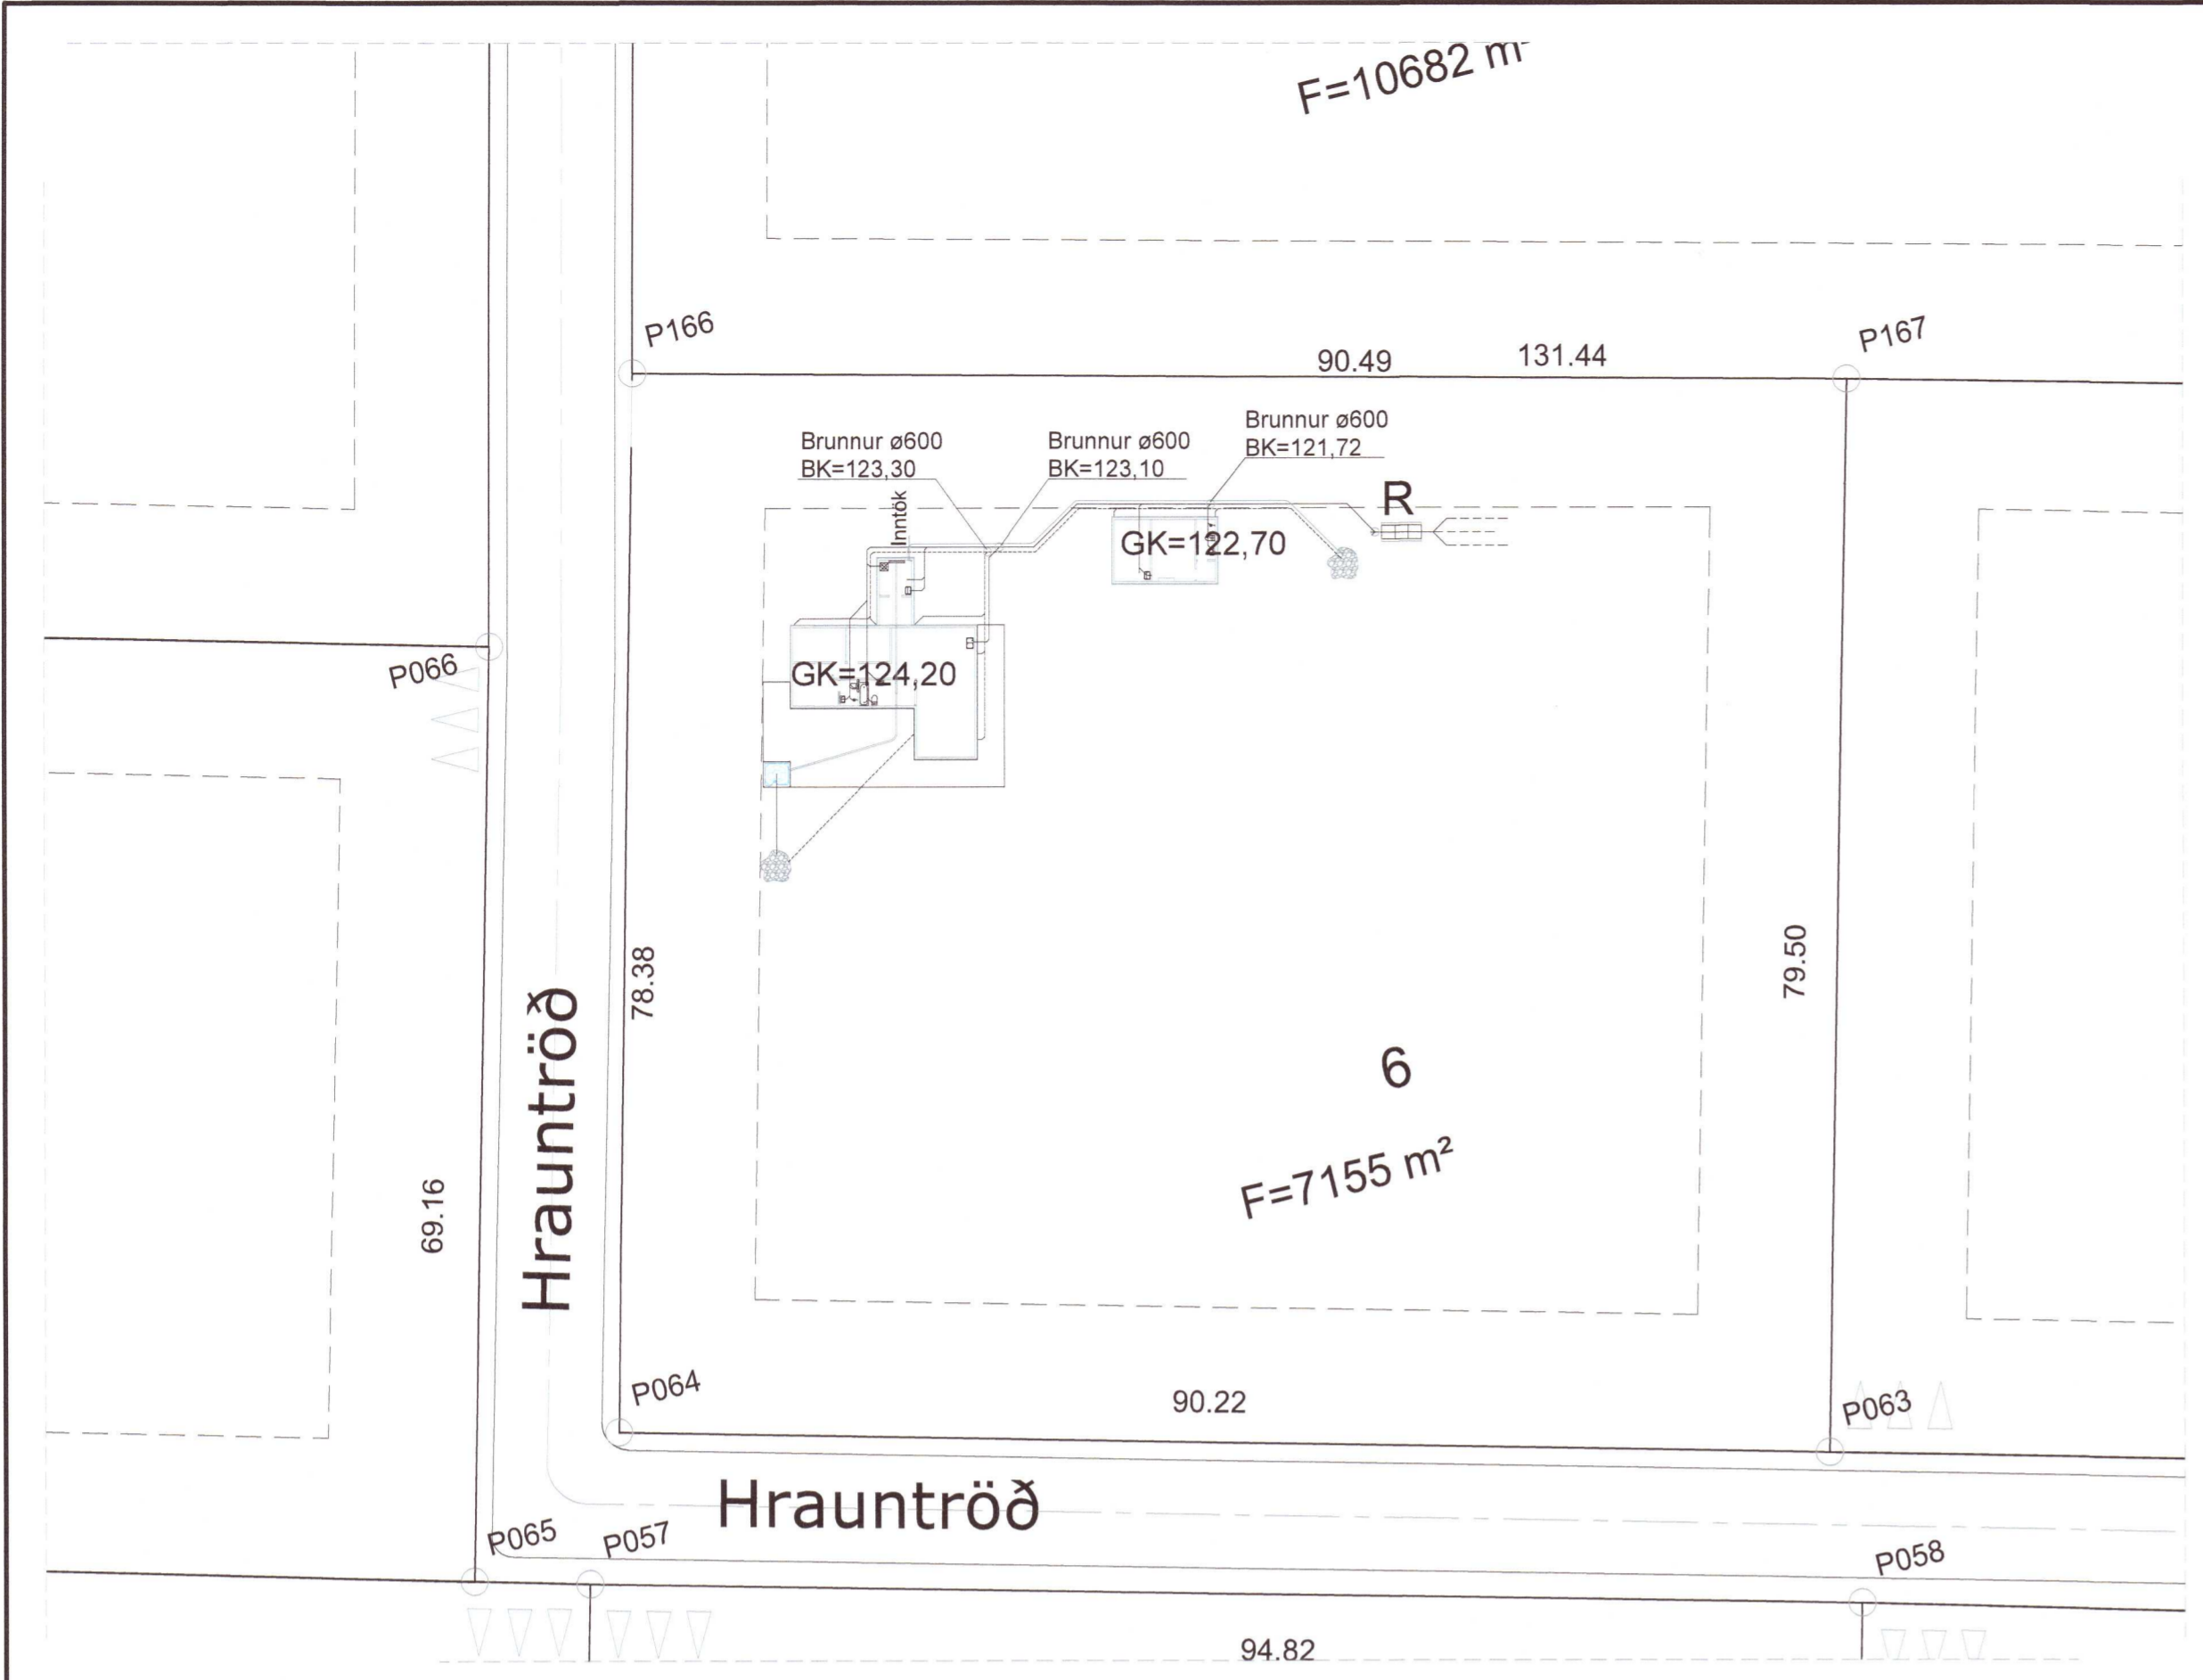 F=10682 m²
P166
P167
90.49
131.44
Brunnur ø600
BK=123,30
Brunnur ø600
BK=123,10
Brunnur ø600
BK=121,72
Inntök
R
GK=122,70
P066
GK=124,20
78.38
79.50
Hrauntröð
6
F=7155 m²
69.16
P064
90.22
P063
Hrauntröð
P065
P057
P058
94.82